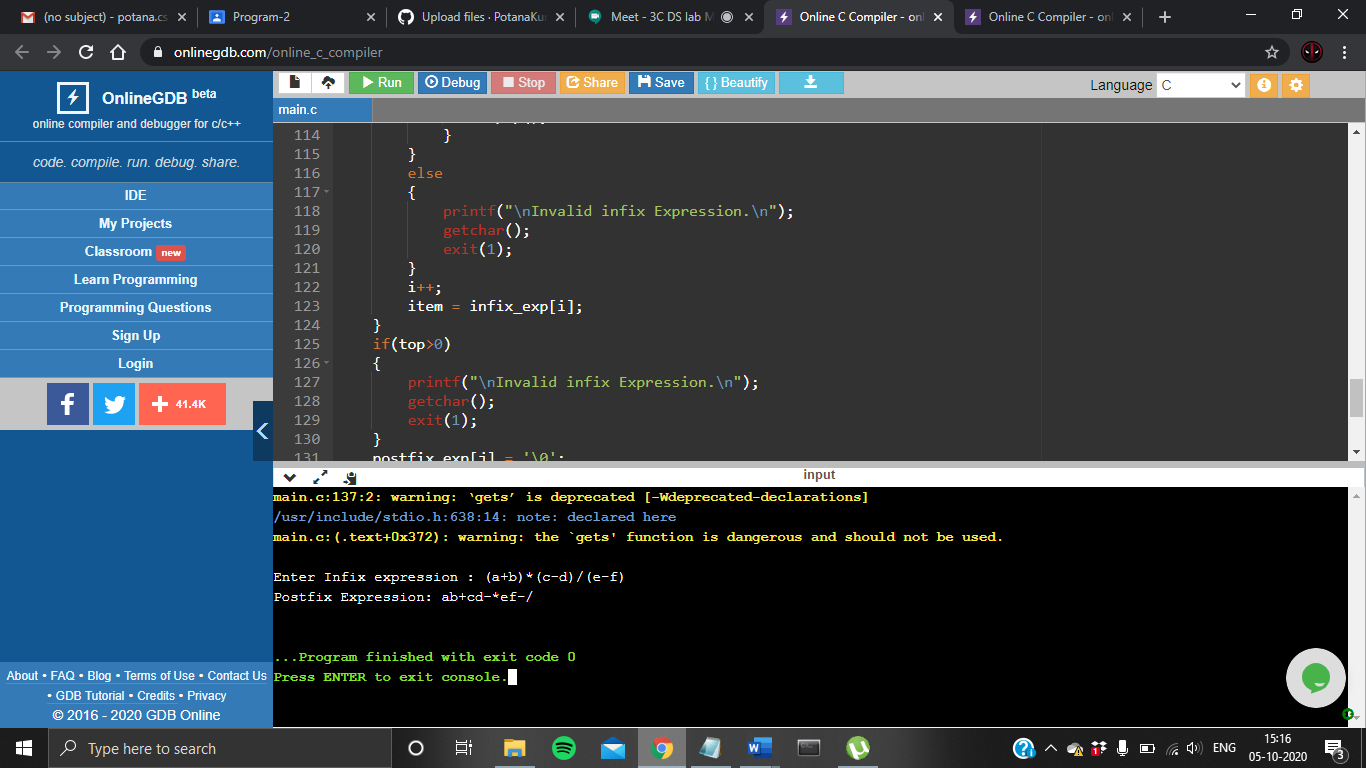 (no subject) - potana.cs
Program-2
Upload files · PotanaKu
Meet - 3C DS lab M
Online C Compiler - onl
Online C Compiler - onl
onlinegdb.com/online_c_compiler
OnlineGDB beta
online compiler and debugger for c/c++
code. compile. run. debug. share.
IDE
My Projects
Classroom new
Learn Programming
Programming Questions
Sign Up
Login
41.4K
About • FAQ • Blog • Terms of Use • Contact Us
• GDB Tutorial • Credits • Privacy
© 2016 - 2020 GDB Online
Run Debug Stop Share Save { } Beautify
Language C
main.c
114 }
115 }
116 else
117 {
118 printf("\nInvalid infix Expression.\n");
119 getchar();
120 exit(1);
121 }
122 i++;
123 item = infix_exp[i];
124 }
125 if(top>0)
126 {
127 printf("\nInvalid infix Expression.\n");
128 getchar();
129 exit(1);
130 }
131 postfix_exp[j] = '\0';
input
main.c:137:2: warning: ‘gets’ is deprecated [-Wdeprecated-declarations]
/usr/include/stdio.h:638:14: note: declared here
main.c:(.text+0x372): warning: the `gets' function is dangerous and should not be used.
Enter Infix expression : (a+b)*(c-d)/(e-f)
Postfix Expression: ab+cd-*ef-/
...Program finished with exit code 0
Press ENTER to exit console.
Type here to search
ENG
15:16
05-10-2020
3